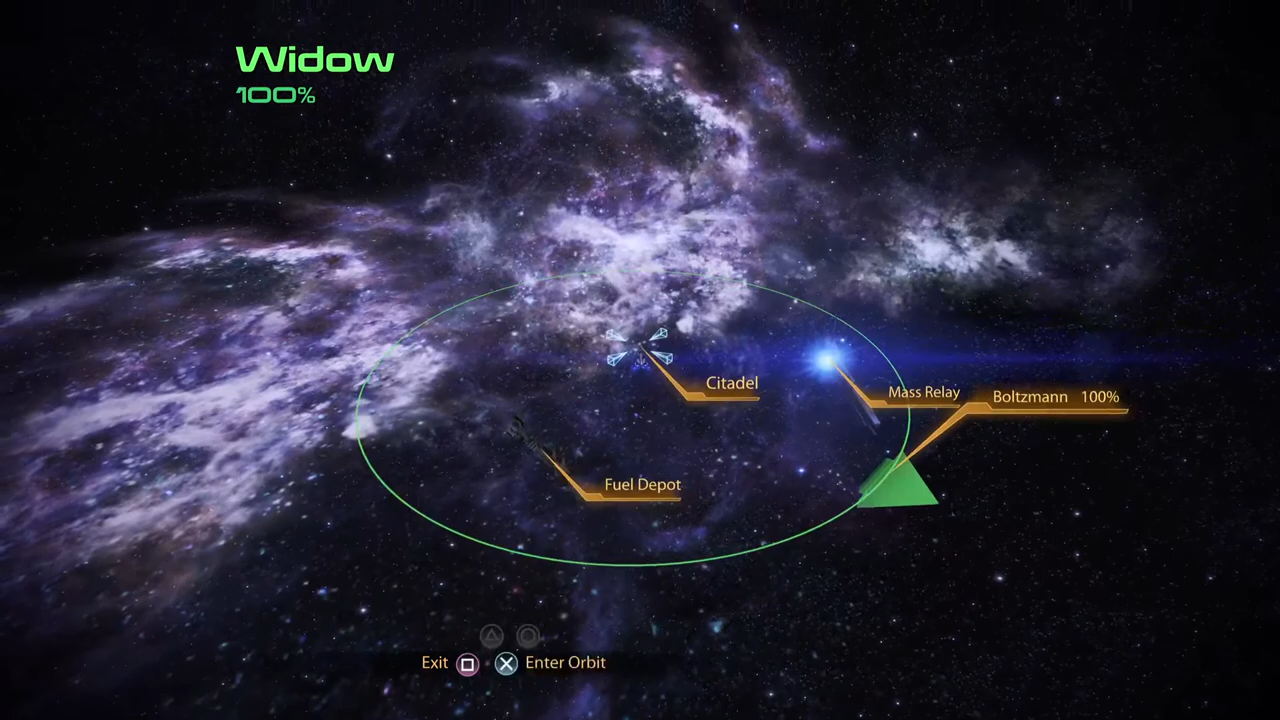 Widow
100%
Citadel
Mass Relay
Boltzmann 100%
Fuel Depot
Exit Enter Orbit